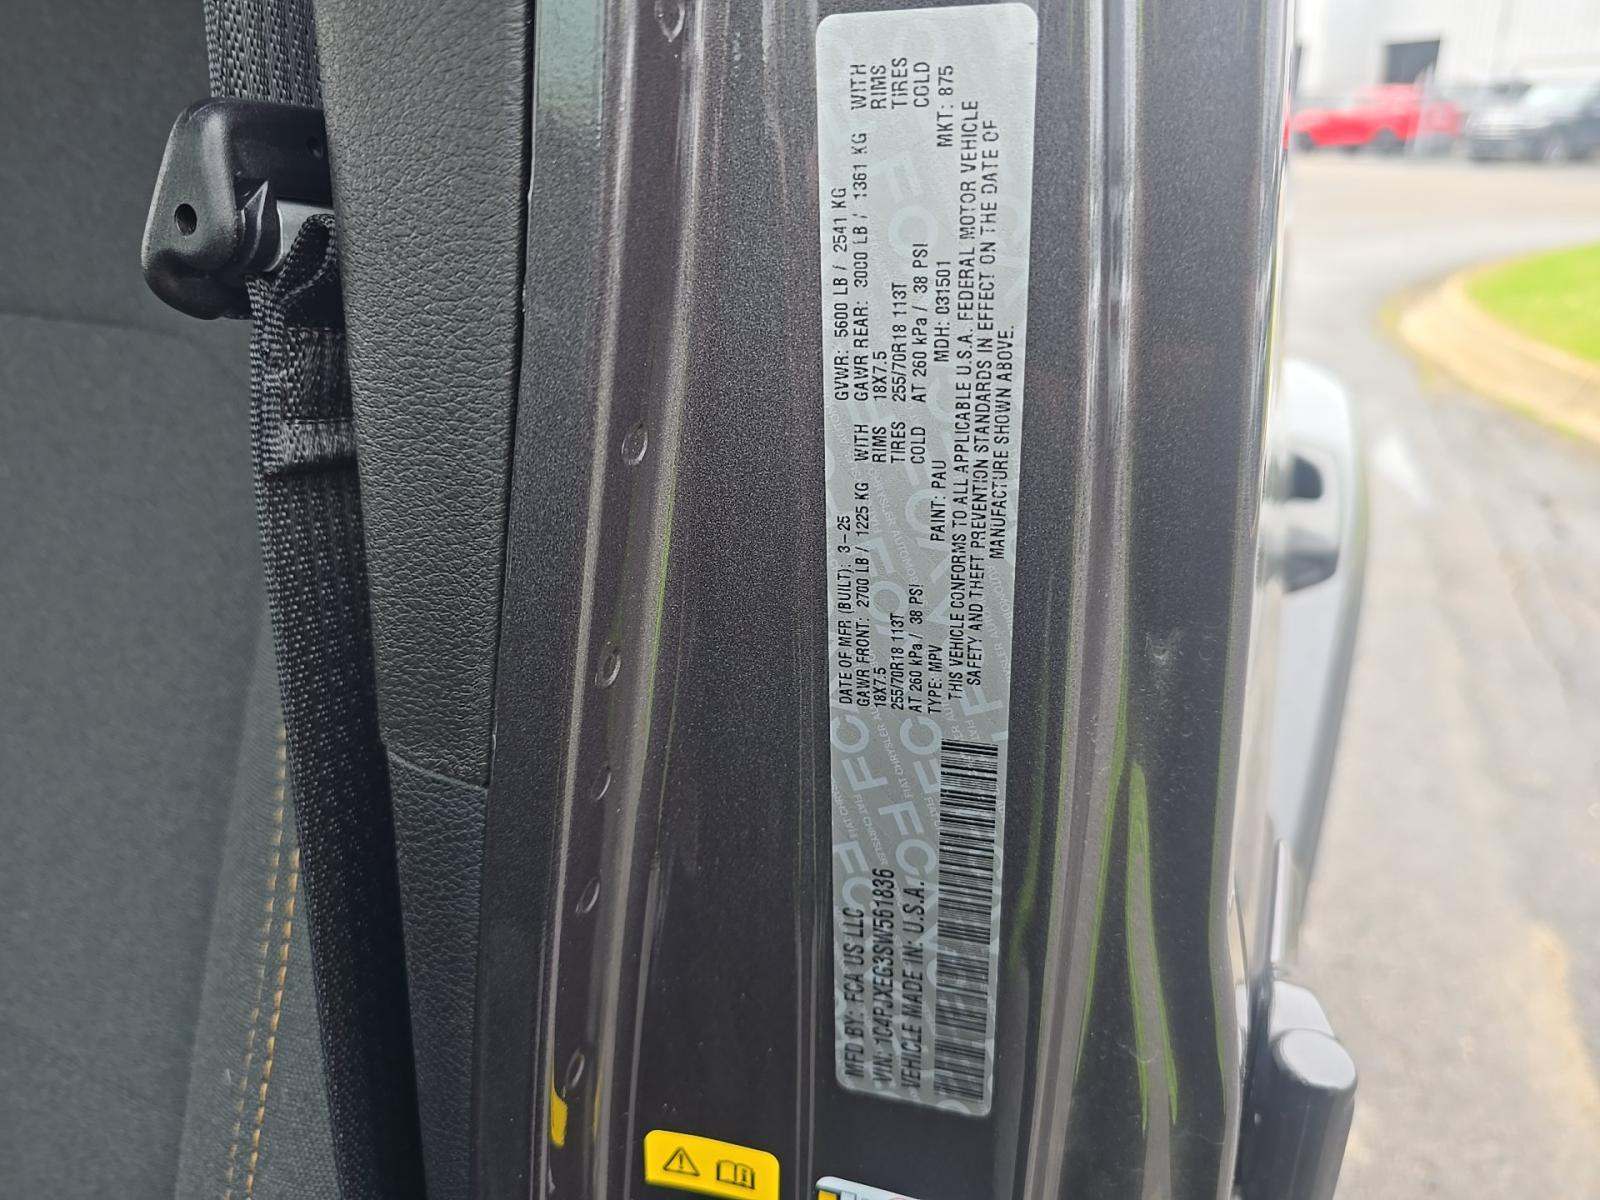 MFD BY: FCA US LLC
VIN: 1C4PJXEG3SW561836
VEHICLE MADE IN: U.S.A.
DATE OF MFR (BUILT): 3-25 GVWR: 5600 LB / 2541 KG
GAWR FRONT: 2700 LB / 1225 KG WITH GAWR REAR: 3000 LB / 1361 KG WITH
18X7.5 RIMS 18X7.5 RIMS
255/70R18 113T TIRES 255/70R18 113T TIRES
AT 260 kPa / 38 PSI COLD AT 260 kPa / 38 PSI COLD
TYPE: MPV PAINT: PAU MDH: 031501 MKT: 875
THIS VEHICLE CONFORMS TO ALL APPLICABLE U.S.A. FEDERAL MOTOR VEHICLE
SAFETY AND THEFT PREVENTION STANDARDS IN EFFECT ON THE DATE OF
MANUFACTURE SHOWN ABOVE.